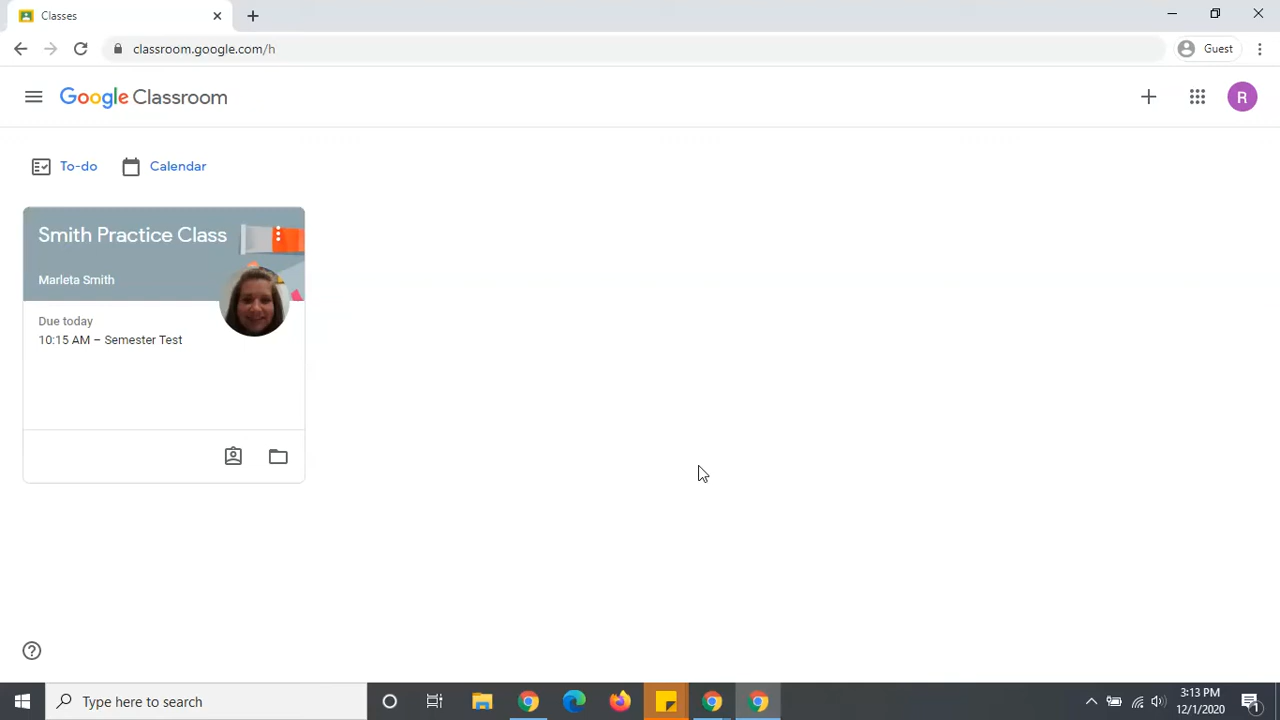 Classes
classroom.google.com/h
Guest
Google Classroom
R
To-do
Calendar
Smith Practice Class
Marleta Smith
Due today
10:15 AM – Semester Test
Type here to search
3:13 PM
12/1/2020
1